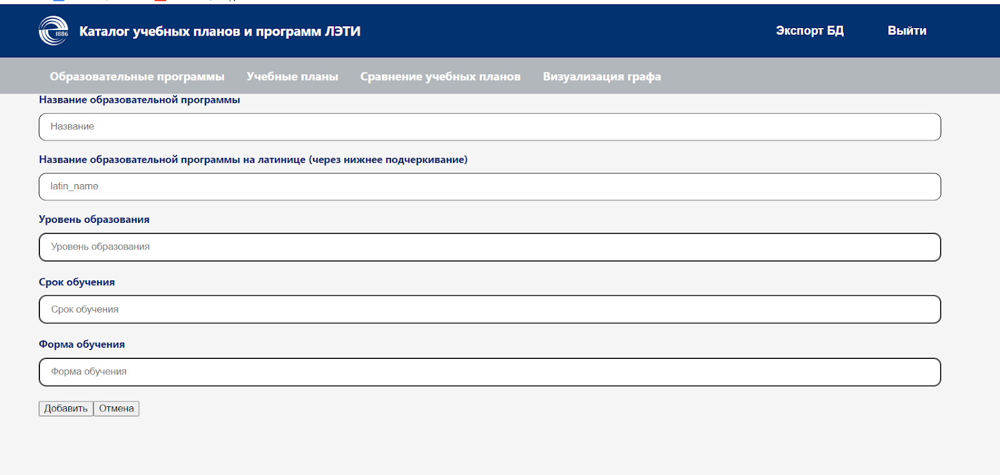 1886
Каталог учебных планов и программ ЛЭТИ
Экспорт БД
Выйти
Образовательные программы
Учебные планы
Сравнение учебных планов
Визуализация графа
Название образовательной программы
Название
Название образовательной программы на латинице (через нижнее подчеркивание)
latin_name
Уровень образования
Уровень образования
Срок обучения
Срок обучения
Форма обучения
Форма обучения
Добавить
Отмена